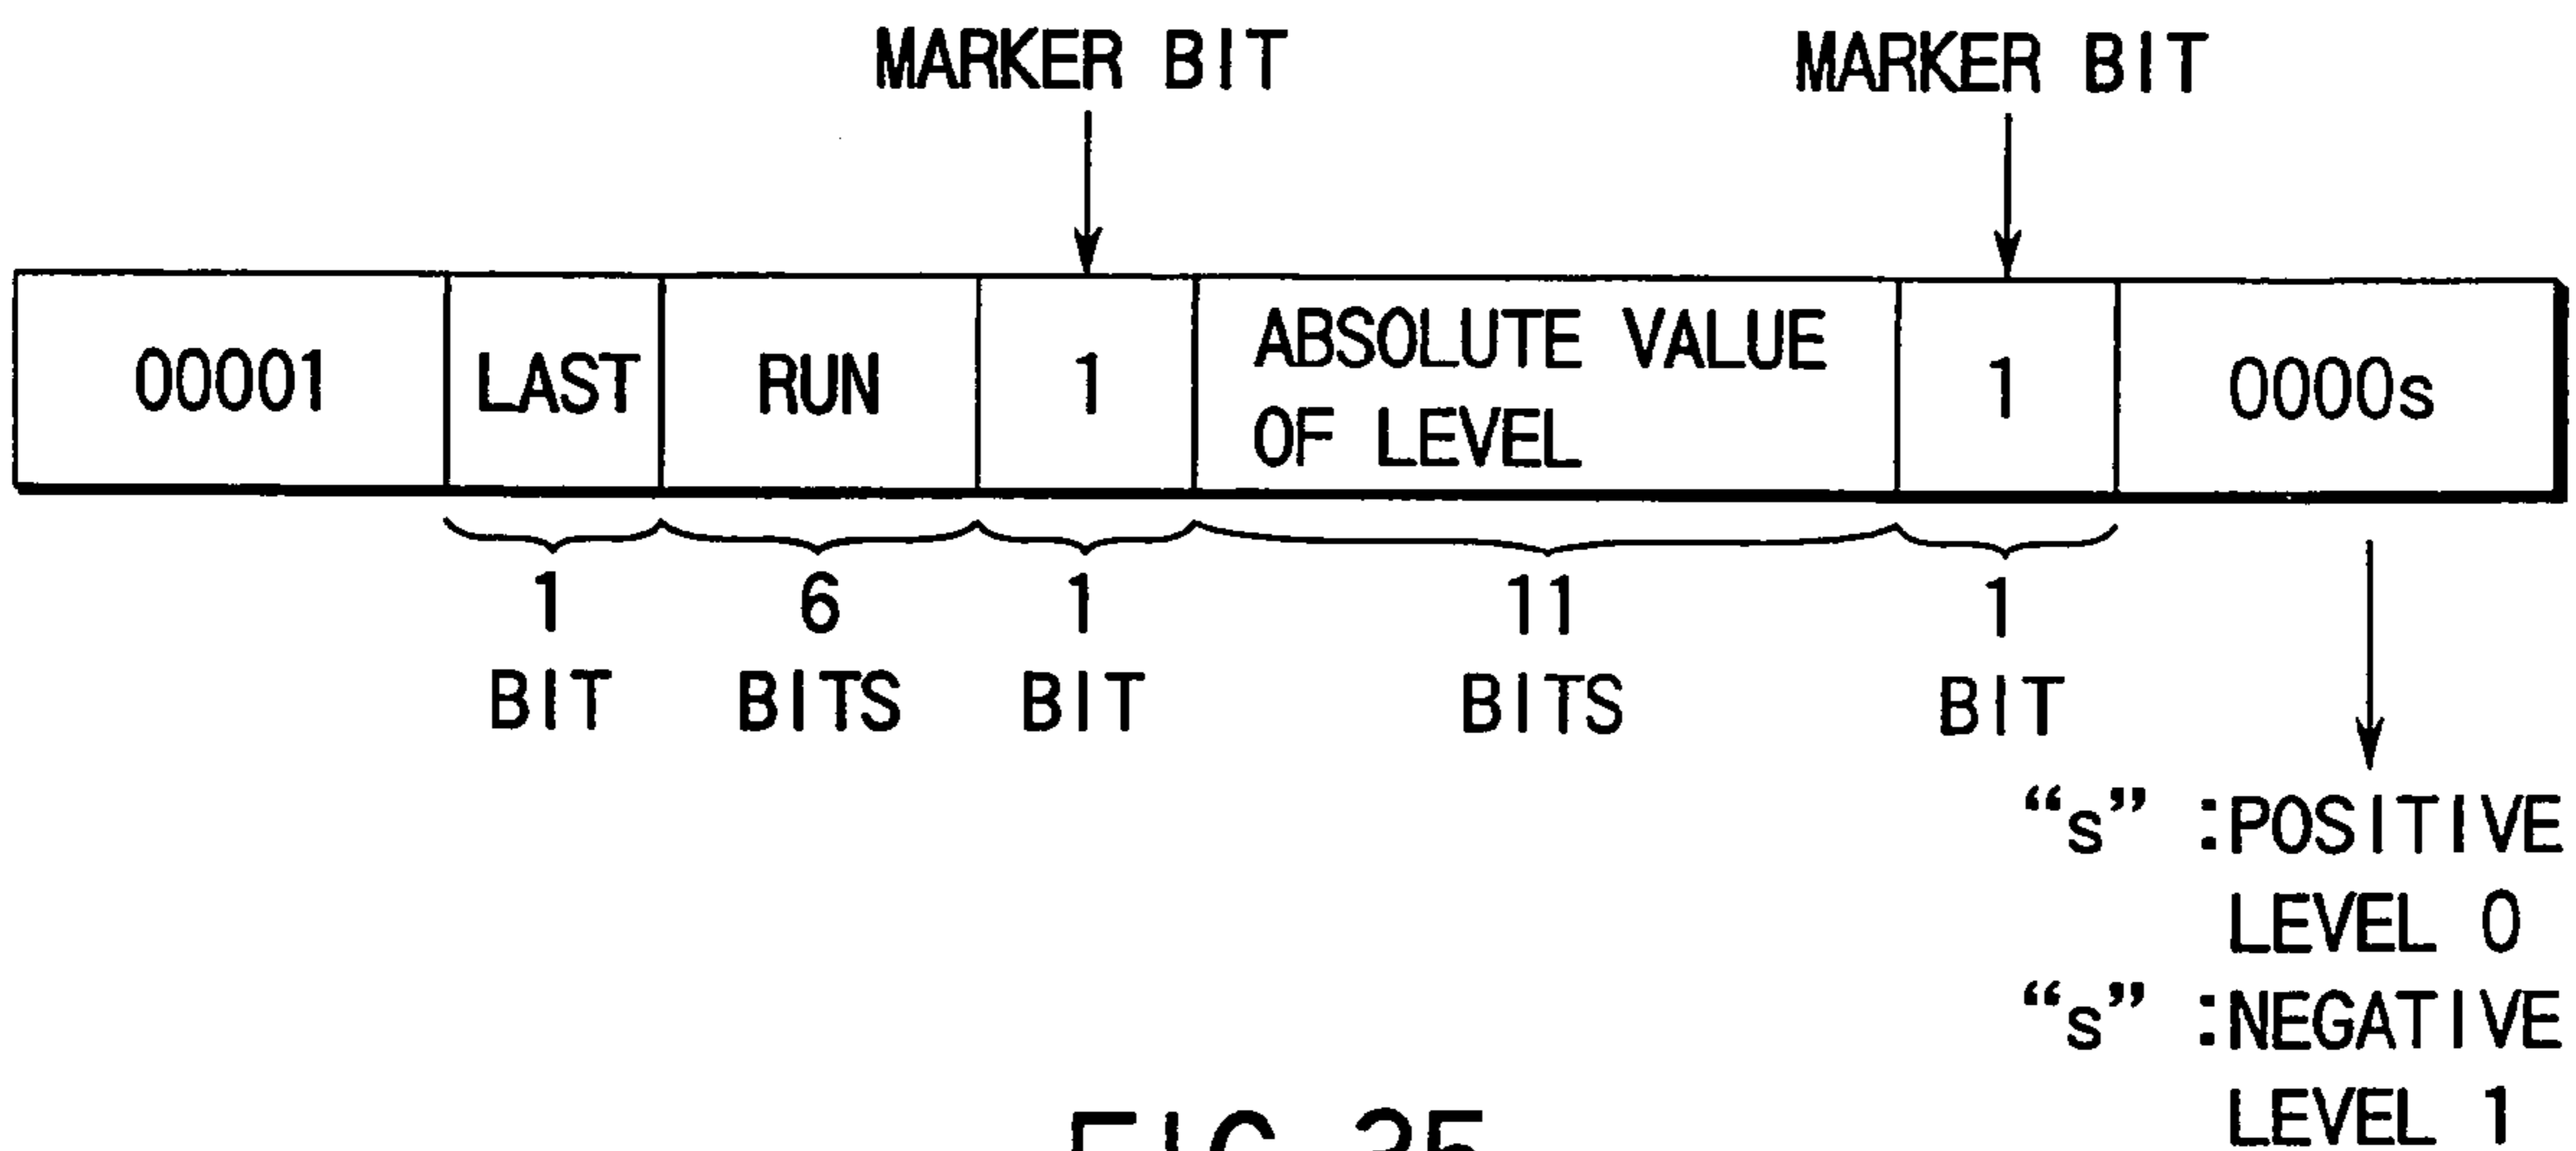 MARKER BIT MARKER BIT
00001 LAST RUN 1 ABSOLUTE VALUE OF LEVEL 1 0000s
1 BIT 6 BITS 1 BIT 11 BITS 1 BIT
“s” :POSITIVE
LEVEL 0
“s” :NEGATIVE
LEVEL 1